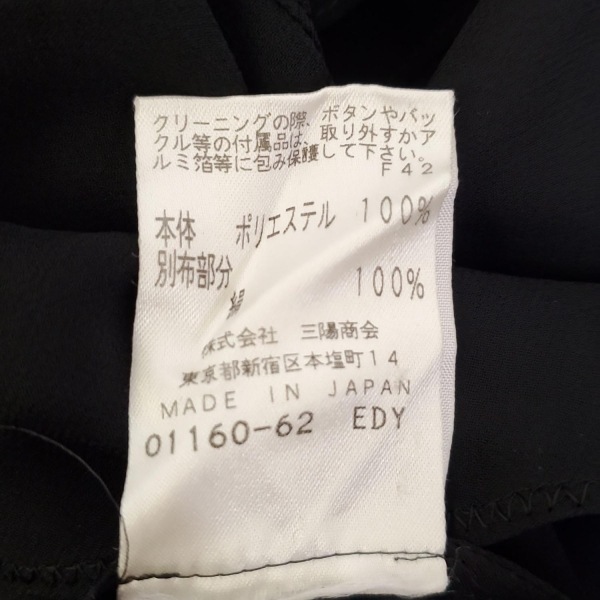 クリーニングの際、ボタンやバッ
クル等の付属品は、取り外すかア
ルミ箔等に包み保護して下さい。
F42
本体 ポリエステル 100%
別布部分
絹 100%
株式会社 三陽商会
東京都新宿区本塩町14
MADE IN JAPAN
01160-62 EDY